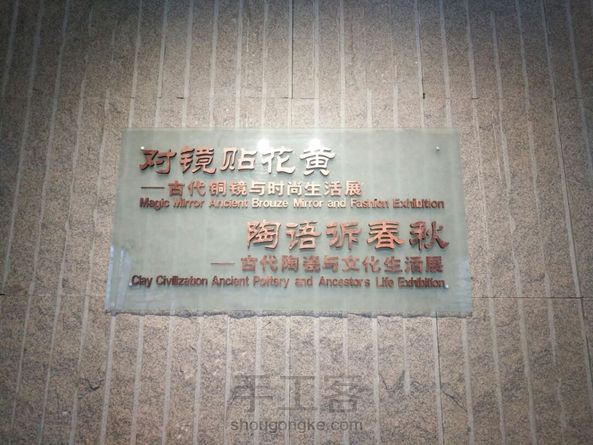 对镜贴花黄
——古代铜镜与时尚生活展
Magic Mirror Ancient Brouze Mirror and Fashion Exhiuition
陶语诉春秋
——古代陶瓷与文化生活展
Clay Civilization Ancient Poitery and Ancestors Life Exhibition
手工客
shougongke.com